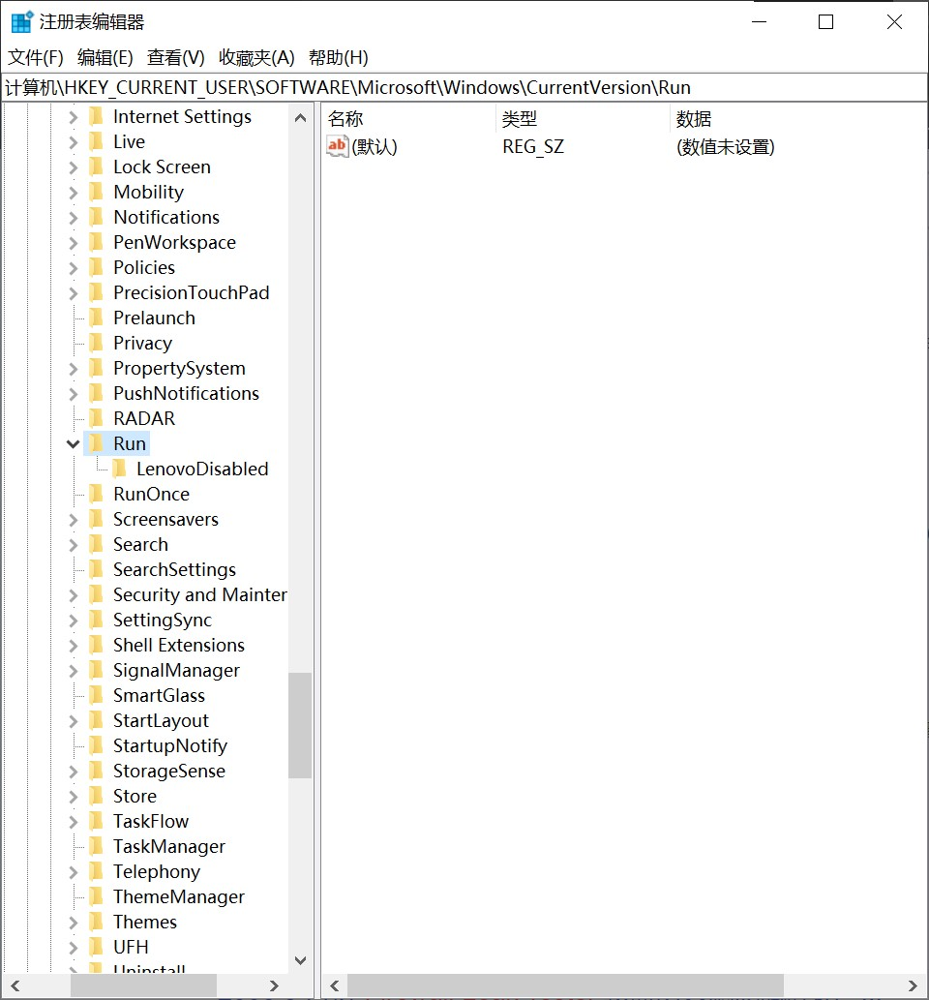 注册表编辑器
文件(F) 编辑(E) 查看(V) 收藏夹(A) 帮助(H)
计算机\HKEY_CURRENT_USER\SOFTWARE\Microsoft\Windows\CurrentVersion\Run
Internet Settings
Live
Lock Screen
Mobility
Notifications
PenWorkspace
Policies
PrecisionTouchPad
Prelaunch
Privacy
PropertySystem
PushNotifications
RADAR
Run
LenovoDisabled
RunOnce
Screensavers
Search
SearchSettings
Security and Mainter
SettingSync
Shell Extensions
SignalManager
SmartGlass
StartLayout
StartupNotify
StorageSense
Store
TaskFlow
TaskManager
Telephony
ThemeManager
Themes
UFH
Uninstall
名称 类型 数据
ab (默认) REG_SZ (数值未设置)